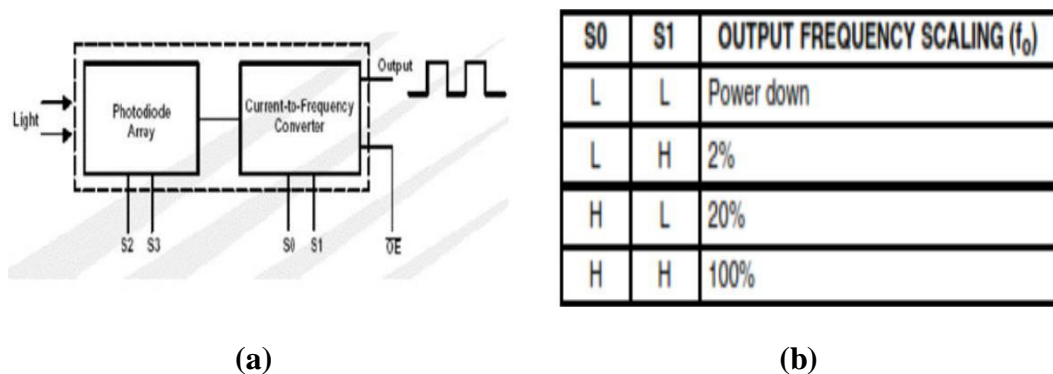 Light
Photodiode
Array
Current-to-Frequency
Converter
Output
S2 S3 S0 S1 OE
(a)
S0 S1 OUTPUT FREQUENCY SCALING (fo)
L L Power down
L H 2%
H L 20%
H H 100%
(b)